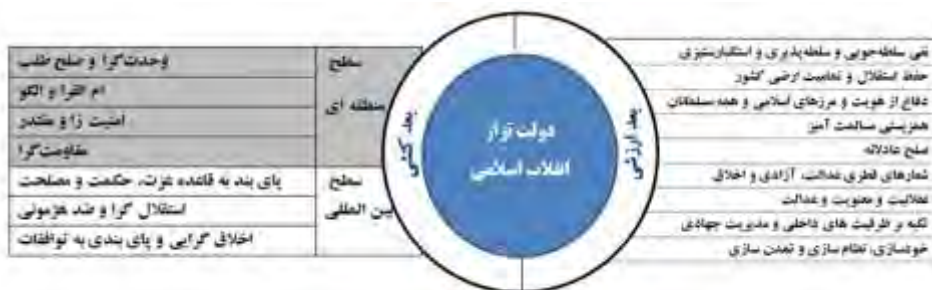 نفی سلطه‌جویی و سلطه‌پذیری و استکبارستیزی
حفظ استقلال و تمامیت ارضی کشور
دفاع از هویت و مرزهای اسلامی و همه مسلمانان
همزیستی مسالمت آمیز
صلح عادلانه
شعارهای فطری عدالت، آزادی و اخلاق
عقلانیت و معنویت و عدالت
تکیه بر ظرفیت های داخلی و مدیریت جهادی
خودسازی، نظام سازی و تمدن سازی
بعد ارزشی
دولت تراز
انقلاب اسلامی
بعد کنشی
سطح
منطقه ای
وحدت‌گرا و صلح طلب
ام القرا و الگو
امنیت زا و مقتدر
مقاومت‌گرا
سطح
بین المللی
پای بند به قاعده عزت، حکمت و مصلحت
استقلال گرا و ضد هژمونی
اخلاق گرایی و پای بندی به توافقات